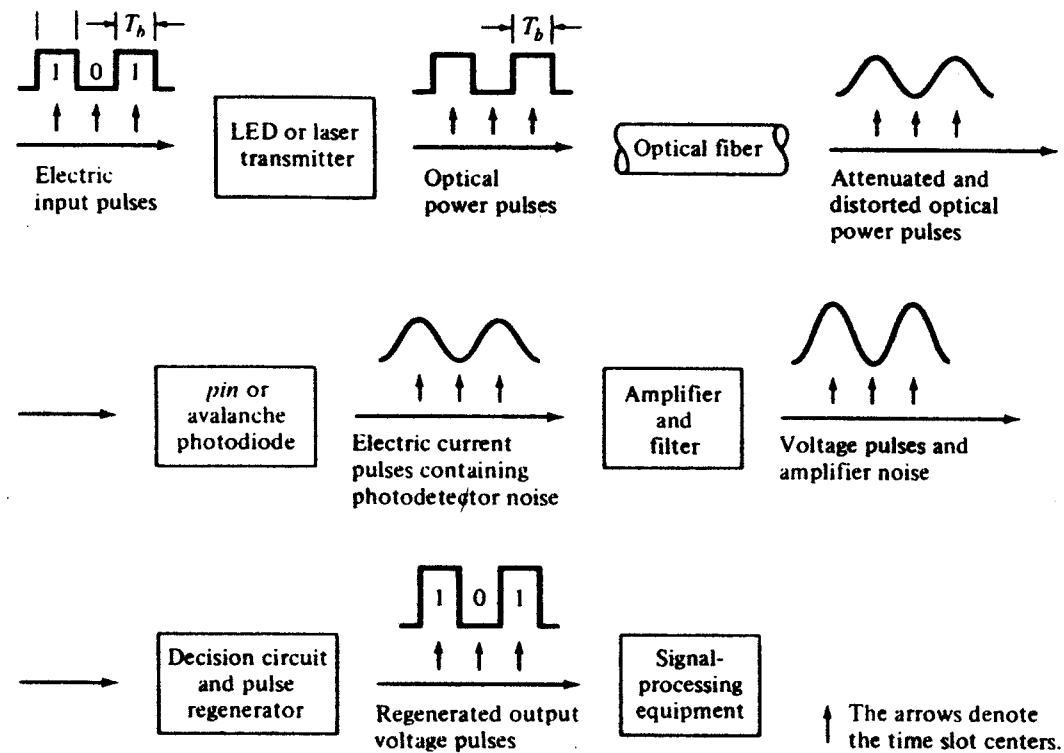 T_b
1 0 1
Electric
input pulses
LED or laser
transmitter
T_b
Optical
power pulses
Optical fiber
Attenuated and
distorted optical
power pulses
pin or
avalanche
photodiode
Electric current
pulses containing
photodetector noise
Amplifier
and
filter
Voltage pulses and
amplifier noise
Decision circuit
and pulse
regenerator
1 0 1
Regenerated output
voltage pulses
Signal-
processing
equipment
The arrows denote
the time slot centers.